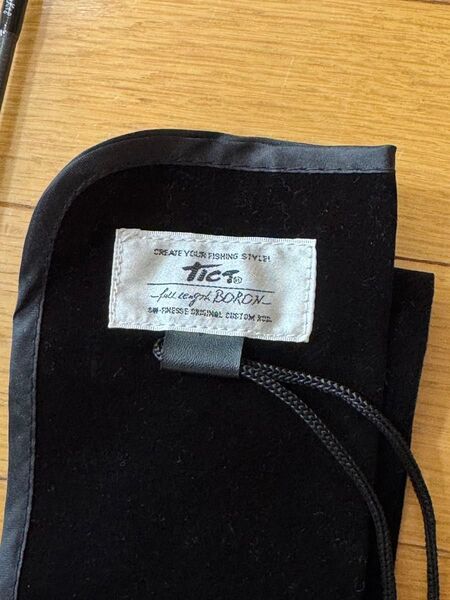 CREATE YOUR FISHING STYLE!
TICT®
full length BORON
SW-FINESSE ORIGINAL CUSTOM ROD.